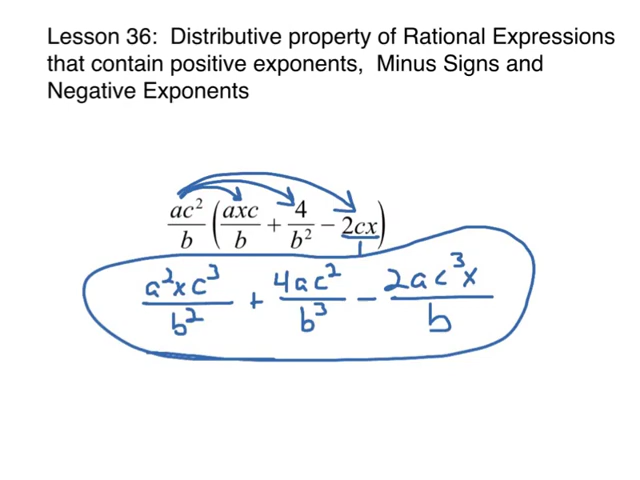 Lesson 36:  Distributive property of Rational Expressions
that contain positive exponents,  Minus Signs and
Negative Exponents
ac²/b (axc/b + 4/b² − 2cx)
1
a²xc³/b² + 4ac²/b³ − 2ac³x/b